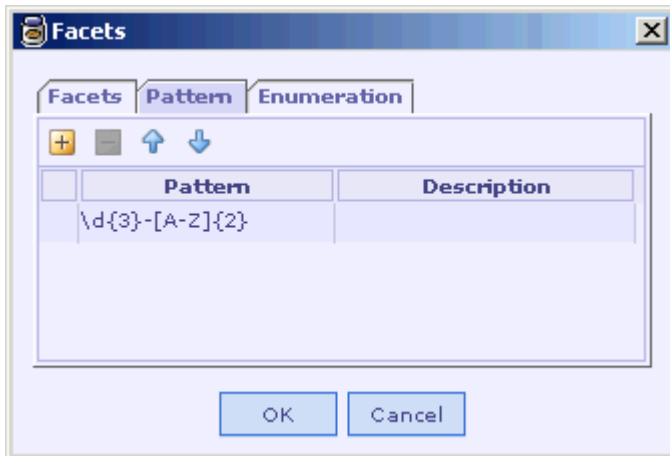 Facets
Facets Pattern Enumeration
Pattern Description
\d{3}-[A-Z]{2}
OK Cancel